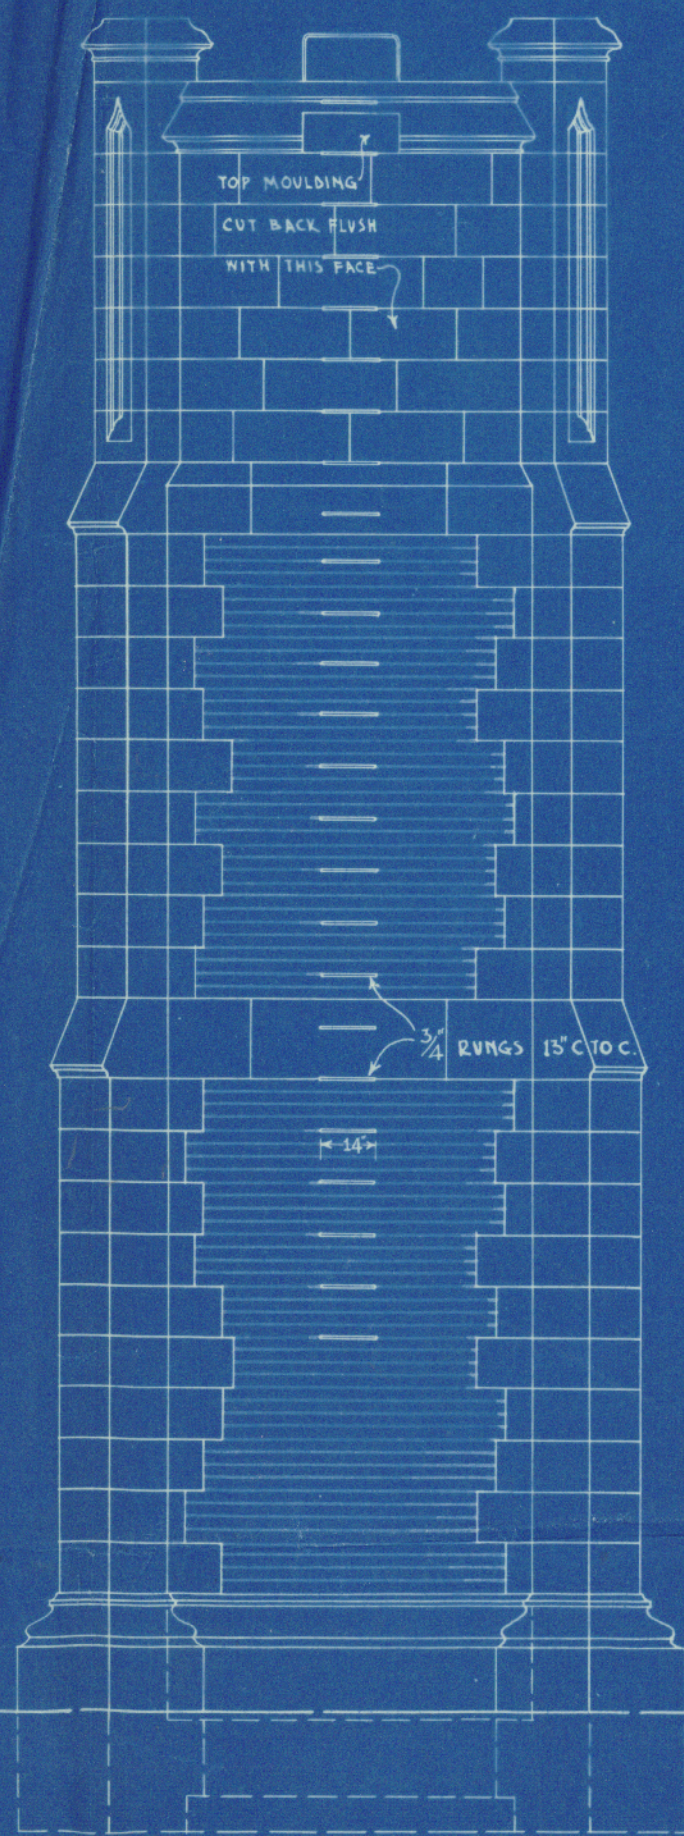 TOP MOULDING
CUT BACK FLUSH
WITH THIS FACE
3/4" RUNGS 13" C TO C.
14"